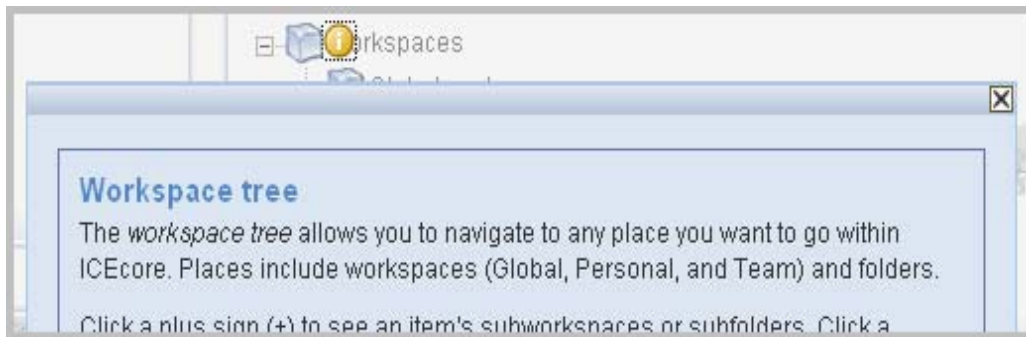 rkspaces
Workspace tree
The workspace tree allows you to navigate to any place you want to go within
ICEcore. Places include workspaces (Global, Personal, and Team) and folders.
Click a plus sign (+) to see an item's subworkspaces or subfolders. Click a